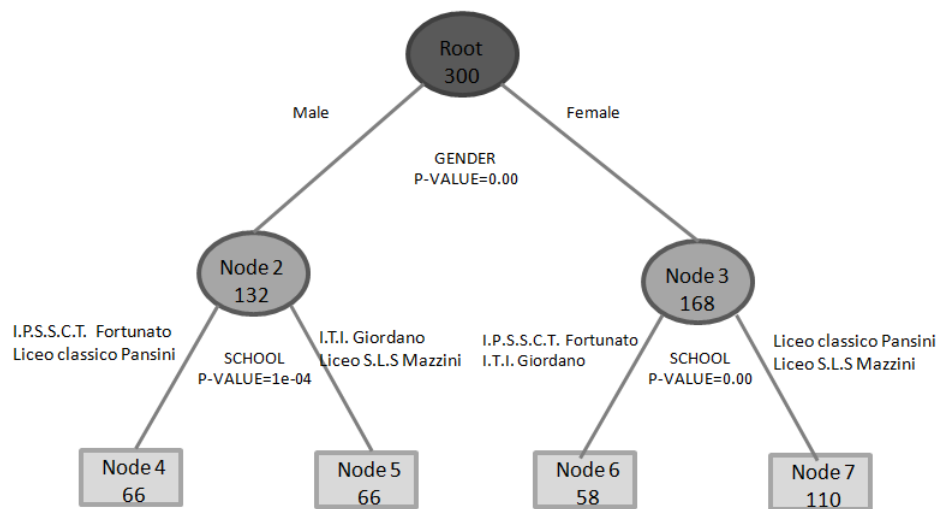 Root
300
Male
Female
GENDER
P-VALUE=0.00
Node 2
132
Node 3
168
I.P.S.S.C.T. Fortunato
Liceo classico Pansini
SCHOOL
P-VALUE=1e-04
I.T.I. Giordano
Liceo S.L.S Mazzini
I.P.S.S.C.T. Fortunato
I.T.I. Giordano
SCHOOL
P-VALUE=0.00
Liceo classico Pansini
Liceo S.L.S Mazzini
Node 4
66
Node 5
66
Node 6
58
Node 7
110